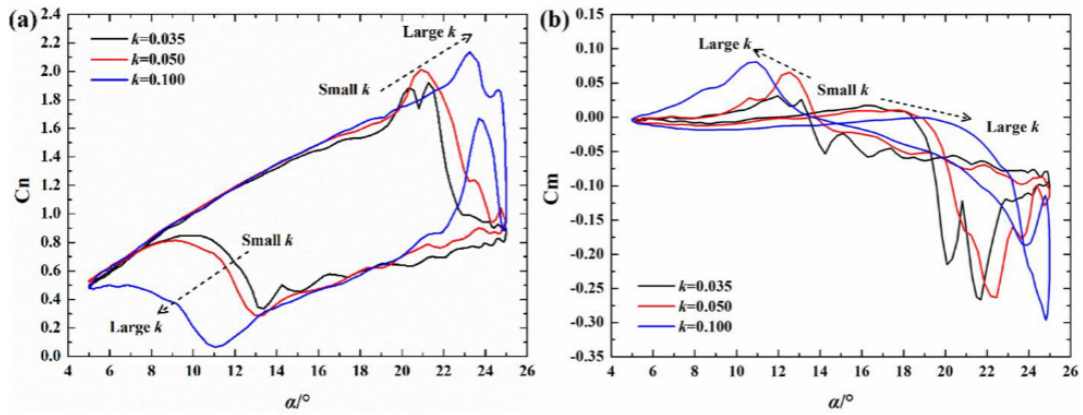 (a)
2.4
2.2
2.0
1.8
1.6
1.4
1.2
1.0
0.8
0.6
0.4
0.2
0.0
Cn
k=0.035
k=0.050
k=0.100
Large k
Small k
Small k
Large k
4 6 8 10 12 14 16 18 20 22 24 26
α/°
(b)
0.15
0.10
0.05
0.00
-0.05
-0.10
-0.15
-0.20
-0.25
-0.30
-0.35
Cm
Large k
Small k
Large k
k=0.035
k=0.050
k=0.100
4 6 8 10 12 14 16 18 20 22 24 26
α/°